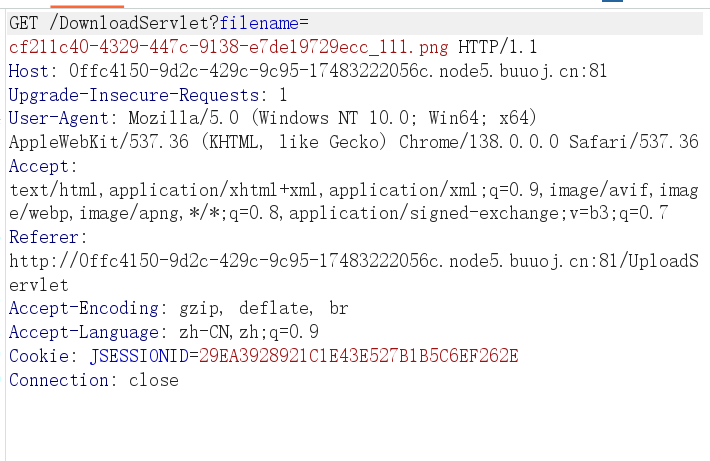 GET /DownloadServlet?filename=
cf211c40-4329-447c-9138-e7de19729ecc_111.png HTTP/1.1
Host: 0ffc4150-9d2c-429c-9c95-17483222056c.node5.buuoj.cn:81
Upgrade-Insecure-Requests: 1
User-Agent: Mozilla/5.0 (Windows NT 10.0; Win64; x64)
AppleWebKit/537.36 (KHTML, like Gecko) Chrome/138.0.0.0 Safari/537.36
Accept:
text/html,application/xhtml+xml,application/xml;q=0.9,image/avif,imag
e/webp,image/apng,*/*;q=0.8,application/signed-exchange;v=b3;q=0.7
Referer:
http://0ffc4150-9d2c-429c-9c95-17483222056c.node5.buuoj.cn:81/UploadS
ervlet
Accept-Encoding: gzip, deflate, br
Accept-Language: zh-CN,zh;q=0.9
Cookie: JSESSIONID=29EA3928921C1E43E527B1B5C6EF262E
Connection: close